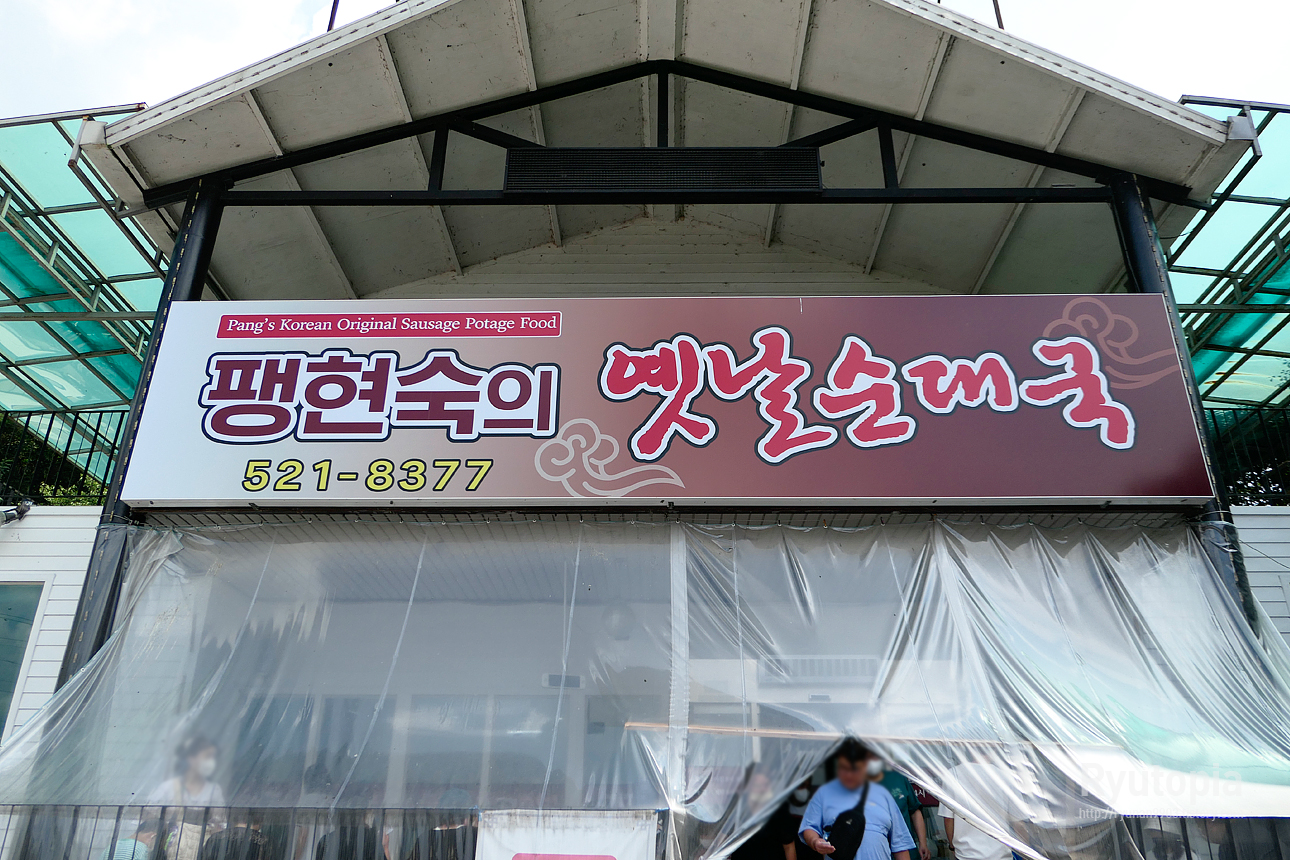 Pang's Korean Original Sausage Potage Food
팽현숙의 옛날순대국
521-8377
Ryutopia